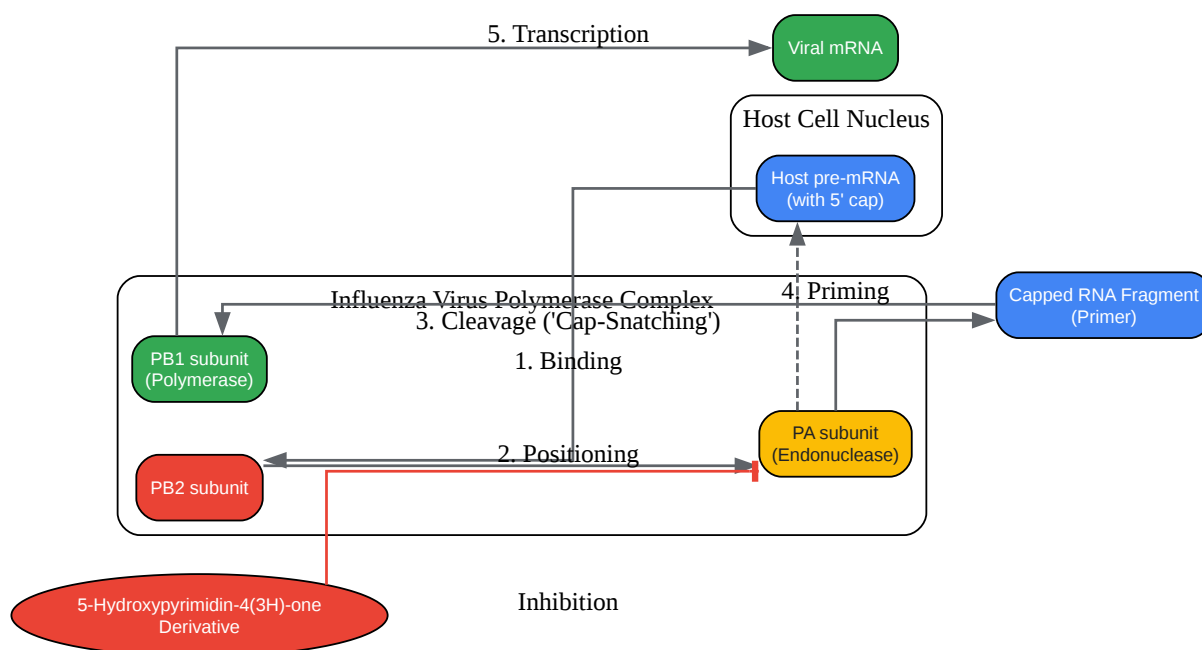 5. Transcription
Viral mRNA
Host Cell Nucleus
Host pre-mRNA
(with 5' cap)
4. Priming
Influenza Virus Polymerase Complex
3. Cleavage ('Cap-Snatching')
Capped RNA Fragment
(Primer)
1. Binding
PB1 subunit
(Polymerase)
PA subunit
(Endonuclease)
2. Positioning
PB2 subunit
5-Hydroxypyrimidin-4(3H)-one
Derivative
Inhibition